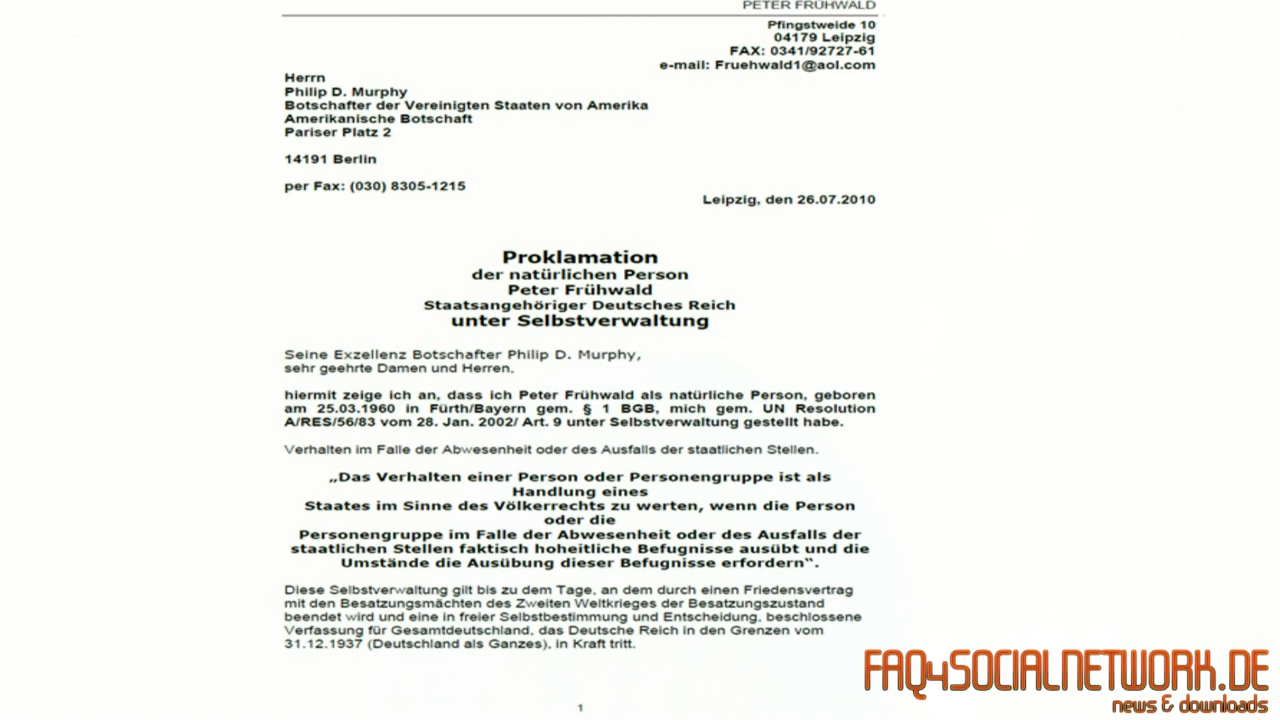 PETER FRÜHWALD
Pfingstweide 10
04179 Leipzig
FAX: 0341/92727-61
e-mail: Fruehwald1@aol.com
Herrn
Philip D. Murphy
Botschafter der Vereinigten Staaten von Amerika
Amerikanische Botschaft
Pariser Platz 2
14191 Berlin
per Fax: (030) 8305-1215
Leipzig, den 26.07.2010
Proklamation
der natürlichen Person
Peter Frühwald
Staatsangehöriger Deutsches Reich
unter Selbstverwaltung
Seine Exzellenz Botschafter Philip D. Murphy,
sehr geehrte Damen und Herren,
hiermit zeige ich an, dass ich Peter Frühwald als natürliche Person, geboren
am 25.03.1960 in Fürth/Bayern gem. § 1 BGB, mich gem. UN Resolution
A/RES/56/83 vom 28. Jan. 2002/ Art. 9 unter Selbstverwaltung gestellt habe.
Verhalten im Falle der Abwesenheit oder des Ausfalls der staatlichen Stellen.
„Das Verhalten einer Person oder Personengruppe ist als
Handlung eines
Staates im Sinne des Völkerrechts zu werten, wenn die Person
oder die
Personengruppe im Falle der Abwesenheit oder des Ausfalls der
staatlichen Stellen faktisch hoheitliche Befugnisse ausübt und die
Umstände die Ausübung dieser Befugnisse erfordern“.
Diese Selbstverwaltung gilt bis zu dem Tage, an dem durch einen Friedensvertrag
mit den Besatzungsmächten des Zweiten Weltkrieges der Besatzungszustand
beendet wird und eine in freier Selbstbestimmung und Entscheidung, beschlossene
Verfassung für Gesamtdeutschland, das Deutsche Reich in den Grenzen vom
31.12.1937 (Deutschland als Ganzes), in Kraft tritt.
1
FAQ4SOCIALNETWORK.DE
news & downloads